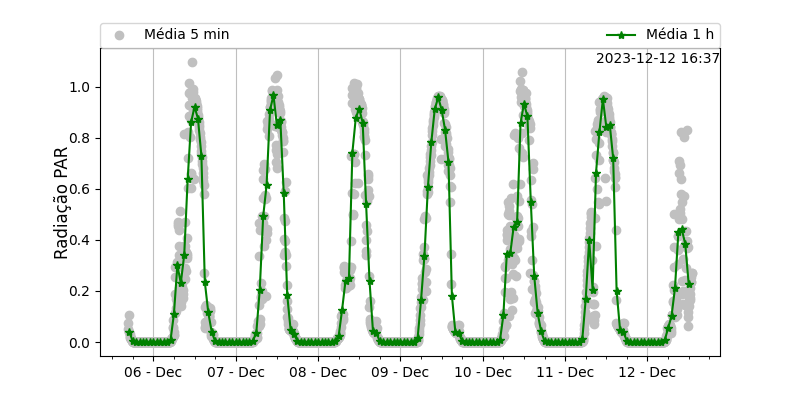 Média 5 min
Média 1 h
2023-12-12 16:37
Radiação PAR
1.0
0.8
0.6
0.4
0.2
0.0
06 - Dec 07 - Dec 08 - Dec 09 - Dec 10 - Dec 11 - Dec 12 - Dec